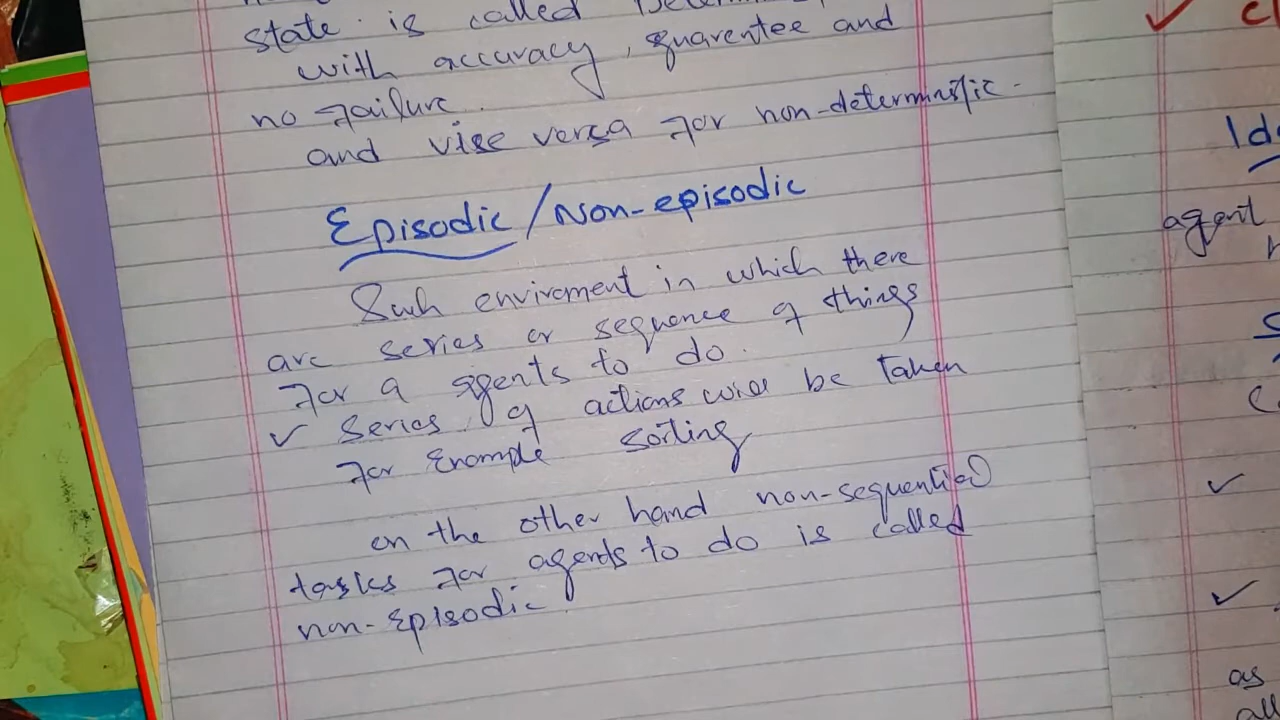 state is called
with accuracy, guarentee and
no failure.
and vise versa for non-deterministic.
Episodic/Non-episodic
Such enviroment in which there
are series or sequence of things
for a agents to do.
✓ series of actions will be taken
for Example sorting
on the other hand non-sequential
tasks for agents to do is called
non-Episodic.
agent
as